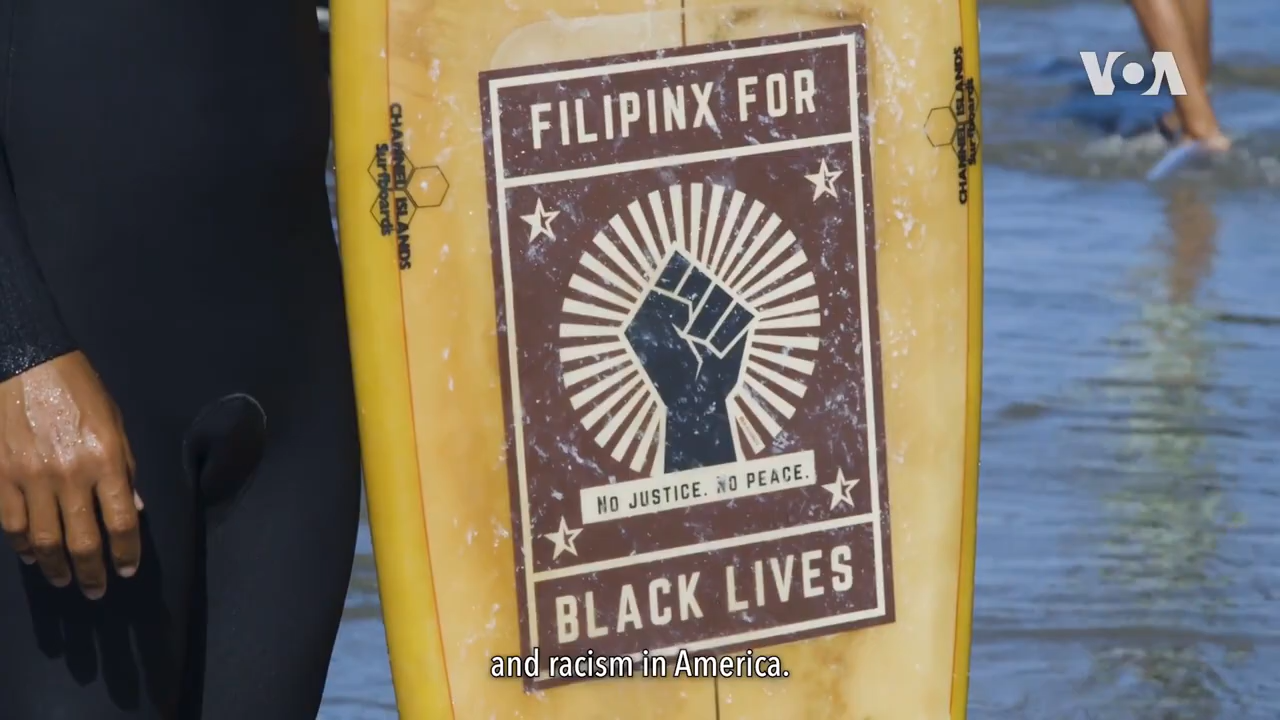 VOA
FILIPINX FOR
NO JUSTICE. NO PEACE.
BLACK LIVES
CHANNEL ISLANDS
Surfboards
CHANNEL ISLANDS
Surfboards
and racism in America.